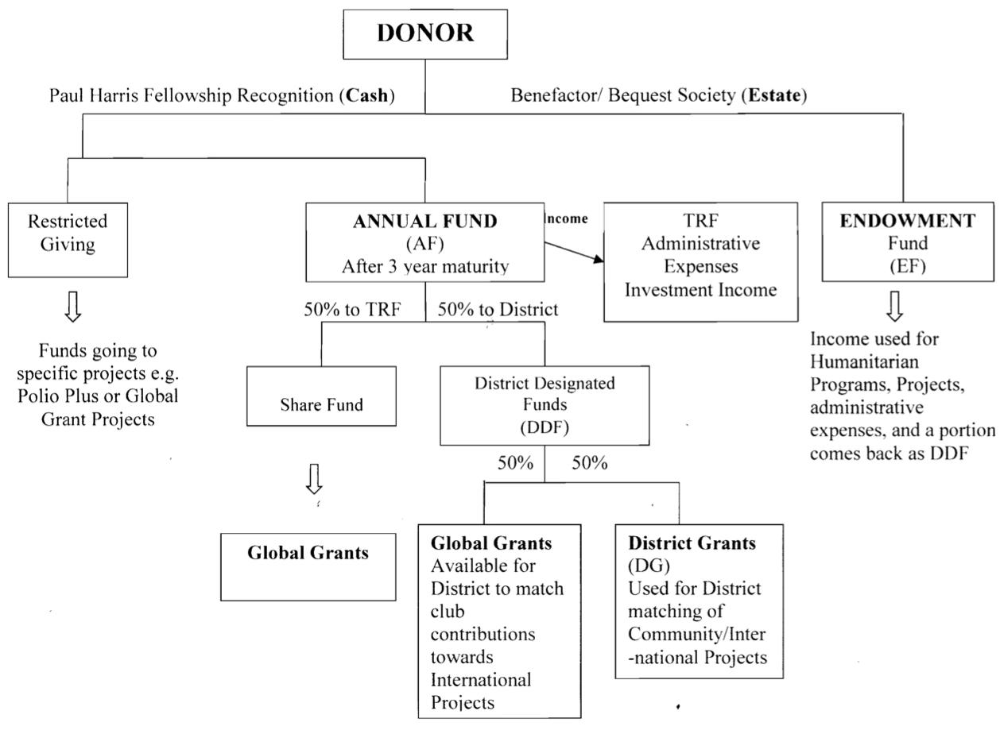 DONOR
Paul Harris Fellowship Recognition (Cash)
Benefactor/ Bequest Society (Estate)
Restricted
Giving
ANNUAL FUND
(AF)
After 3 year maturity
Income
TRF
Administrative
Expenses
Investment Income
ENDOWMENT
Fund
(EF)
50% to TRF
50% to District
Funds going to
specific projects e.g.
Polio Plus or Global
Grant Projects
Share Fund
District Designated
Funds
(DDF)
Income used for
Humanitarian
Programs, Projects,
administrative
expenses, and a portion
comes back as DDF
50%
50%
Global Grants
Global Grants
Available for
District to match
club
contributions
towards
International
Projects
District Grants
(DG)
Used for District
matching of
Community/Inter
-national Projects